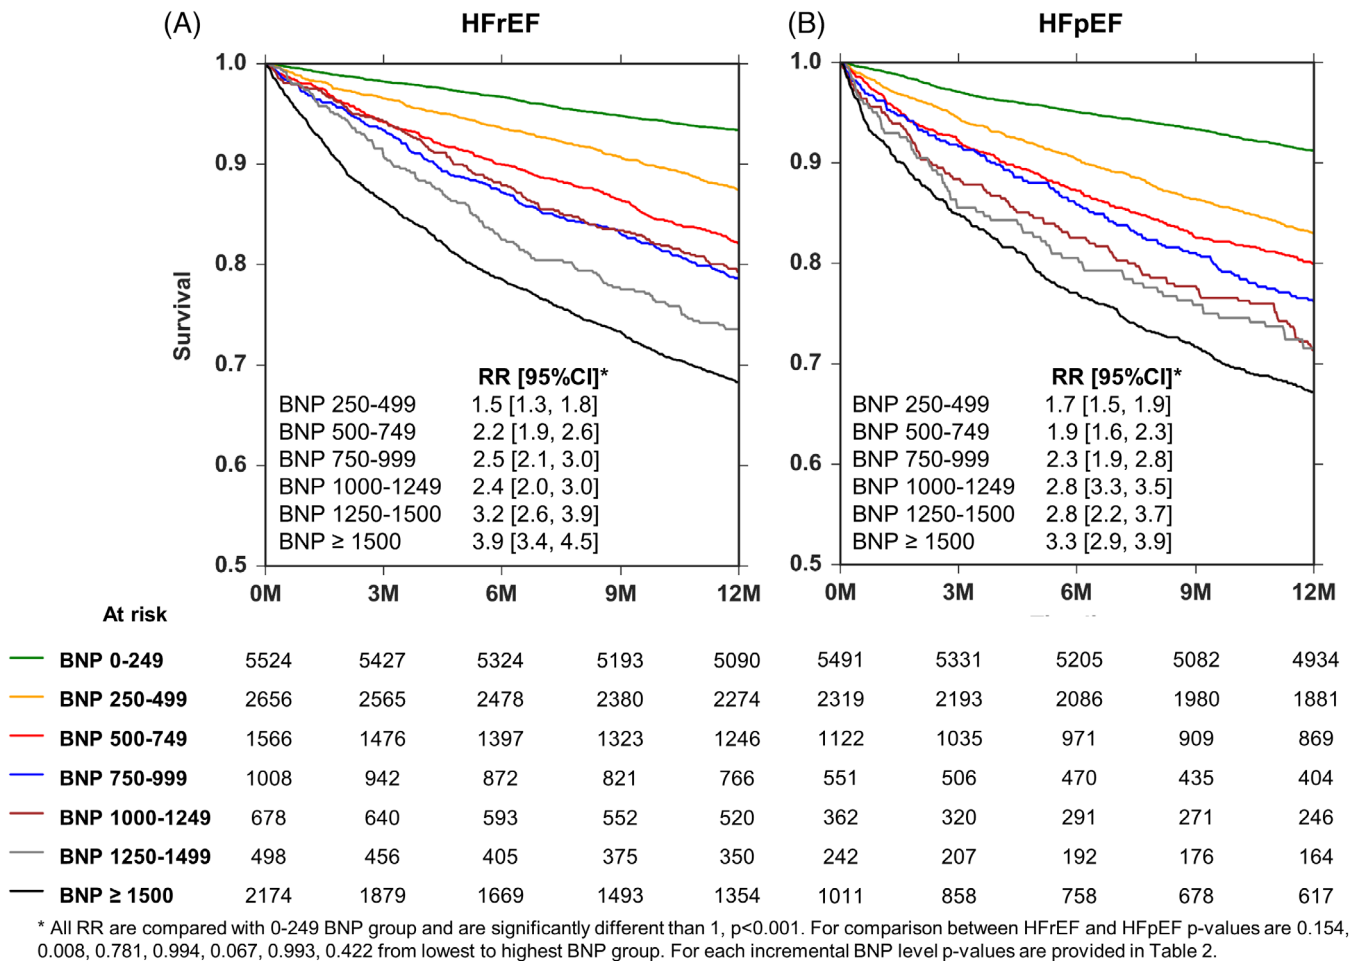 (A) HFrEF (B) HFpEF
1.0 1.0
0.9 0.9
0.8 0.8
0.7 0.7
0.6 0.6
0.5 0.5
Survival
RR [95%CI]*
BNP 250-499 1.5 [1.3, 1.8]
BNP 500-749 2.2 [1.9, 2.6]
BNP 750-999 2.5 [2.1, 3.0]
BNP 1000-1249 2.4 [2.0, 3.0]
BNP 1250-1500 3.2 [2.6, 3.9]
BNP ≥ 1500 3.9 [3.4, 4.5]
RR [95%CI]*
BNP 250-499 1.7 [1.5, 1.9]
BNP 500-749 1.9 [1.6, 2.3]
BNP 750-999 2.3 [1.9, 2.8]
BNP 1000-1249 2.8 [3.3, 3.5]
BNP 1250-1500 2.8 [2.2, 3.7]
BNP ≥ 1500 3.3 [2.9, 3.9]
0M 3M 6M 9M 12M 0M 3M 6M 9M 12M
At risk
BNP 0-249 5524 5427 5324 5193 5090 5491 5331 5205 5082 4934
BNP 250-499 2656 2565 2478 2380 2274 2319 2193 2086 1980 1881
BNP 500-749 1566 1476 1397 1323 1246 1122 1035 971 909 869
BNP 750-999 1008 942 872 821 766 551 506 470 435 404
BNP 1000-1249 678 640 593 552 520 362 320 291 271 246
BNP 1250-1499 498 456 405 375 350 242 207 192 176 164
BNP ≥ 1500 2174 1879 1669 1493 1354 1011 858 758 678 617
* All RR are compared with 0-249 BNP group and are significantly different than 1, p<0.001. For comparison between HFrEF and HFpEF p-values are 0.154,
0.008, 0.781, 0.994, 0.067, 0.993, 0.422 from lowest to highest BNP group. For each incremental BNP level p-values are provided in Table 2.